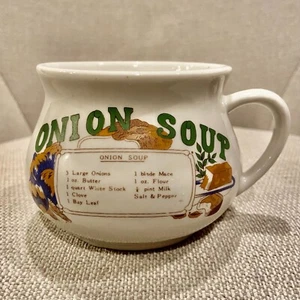 ONION SOUP
ONION SOUP
3 Large Onions
1 oz. Butter
1 quart White Stock
1 Clove
1 Bay Leaf
1 blade Mace
1 oz. Flour
¼ pint Milk
Salt & Pepper